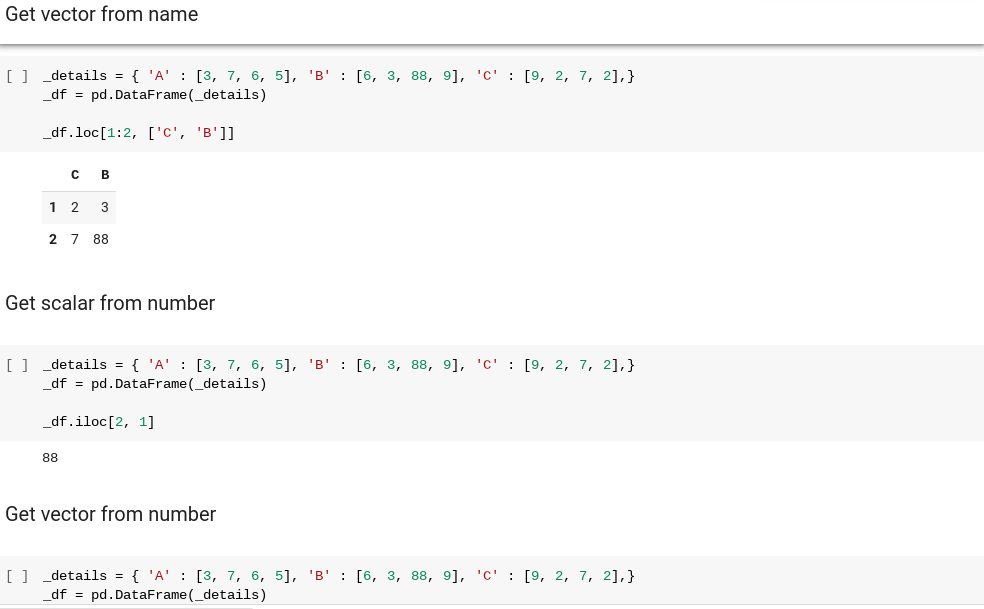 Get vector from name
[ ] _details = { 'A' : [3, 7, 6, 5], 'B' : [6, 3, 88, 9], 'C' : [9, 2, 7, 2],}
_df = pd.DataFrame(_details)
_df.loc[1:2, ['C', 'B']]
C B
1 2 3
2 7 88
Get scalar from number
[ ] _details = { 'A' : [3, 7, 6, 5], 'B' : [6, 3, 88, 9], 'C' : [9, 2, 7, 2],}
_df = pd.DataFrame(_details)
_df.iloc[2, 1]
88
Get vector from number
[ ] _details = { 'A' : [3, 7, 6, 5], 'B' : [6, 3, 88, 9], 'C' : [9, 2, 7, 2],}
_df = pd.DataFrame(_details)